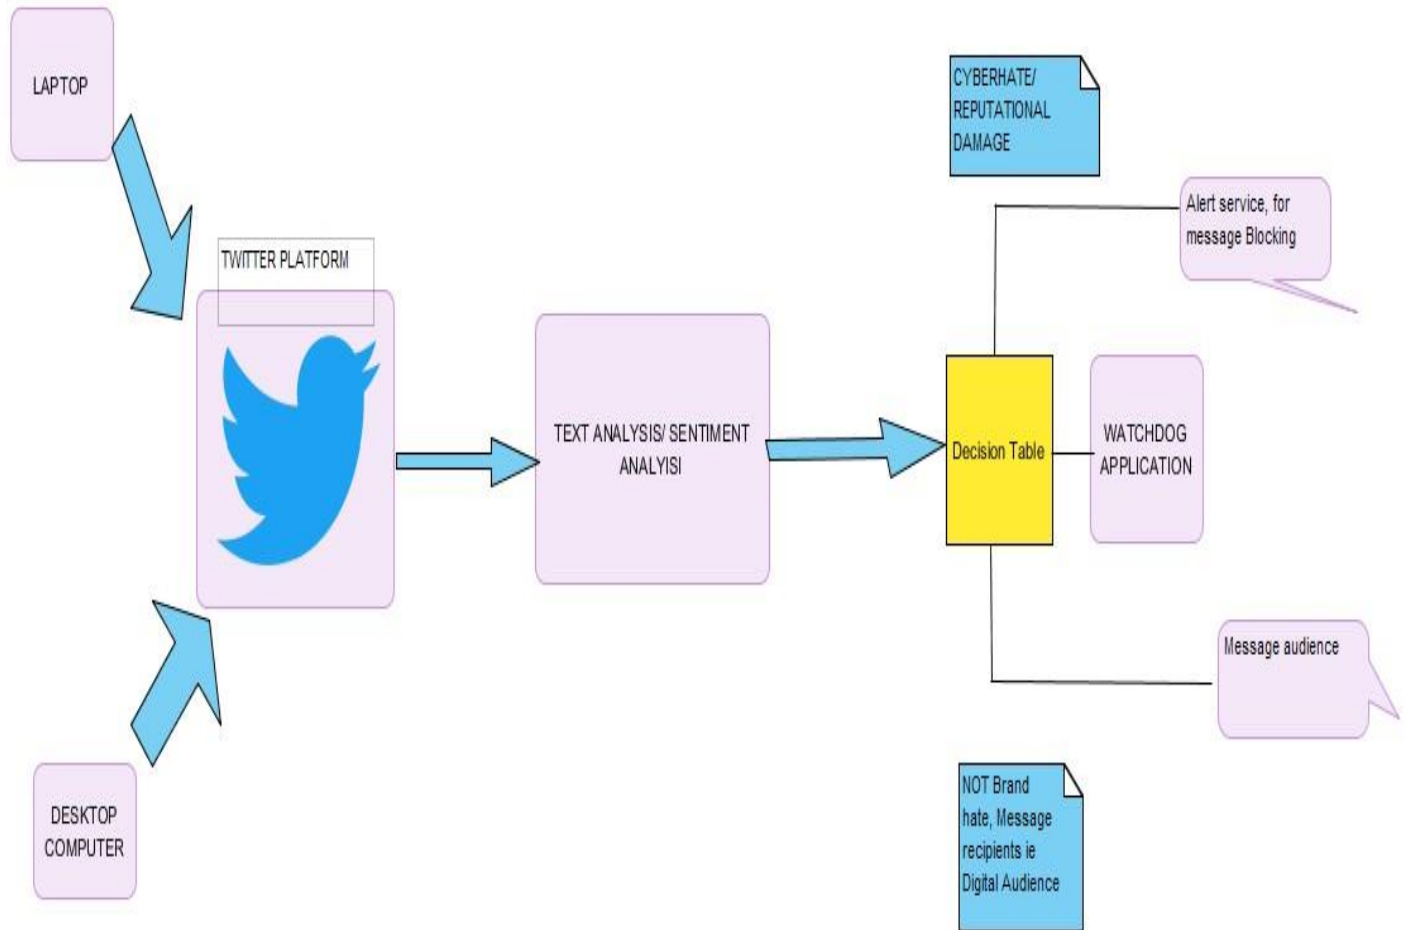 LAPTOP
CYBERHATE/
REPUTATIONAL
DAMAGE
Alert service, for
message Blocking
TWITTER PLATFORM
TEXT ANALYSIS/ SENTIMENT
ANALYISI
Decision Table
WATCHDOG
APPLICATION
Message audience
DESKTOP
COMPUTER
NOT Brand
hate, Message
recipients ie
Digital Audience